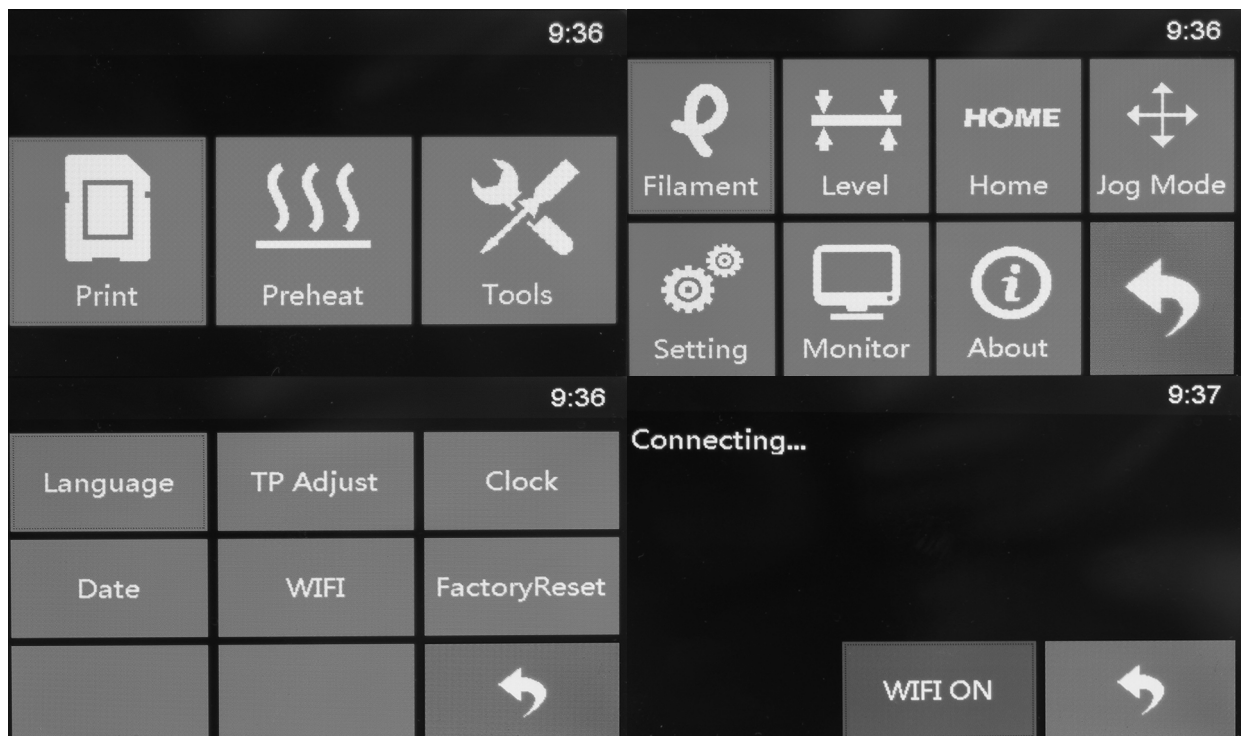 9:36
Print
Preheat
Tools
9:36
HOME
Filament
Level
Home
Jog Mode
Setting
Monitor
About
9:36
Language
TP Adjust
Clock
Date
WIFI
FactoryReset
9:37
Connecting...
WIFI ON